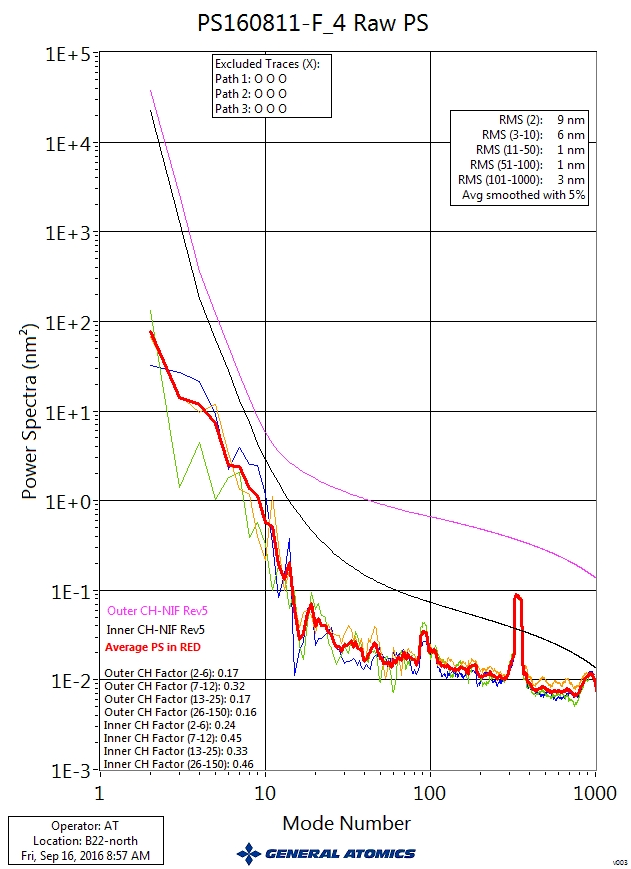 PS160811-F_4 Raw PS
1E+5
1E+4
1E+3
1E+2
1E+1
1E+0
1E-1
1E-2
1E-3
Power Spectra (nm²)
Excluded Traces (X):
Path 1: O O O
Path 2: O O O
Path 3: O O O
RMS (2): 9 nm
RMS (3-10): 6 nm
RMS (11-50): 1 nm
RMS (51-100): 1 nm
RMS (101-1000): 3 nm
Avg smoothed with 5%
Outer CH-NIF Rev5
Inner CH-NIF Rev5
Average PS in RED
Outer CH Factor (2-6): 0.17
Outer CH Factor (7-12): 0.32
Outer CH Factor (13-25): 0.17
Outer CH Factor (26-150): 0.16
Inner CH Factor (2-6): 0.24
Inner CH Factor (7-12): 0.45
Inner CH Factor (13-25): 0.33
Inner CH Factor (26-150): 0.46
1 10 100 1000
Mode Number
Operator: AT
Location: B22-north
Fri, Sep 16, 2016 8:57 AM
GENERAL ATOMICS
v003